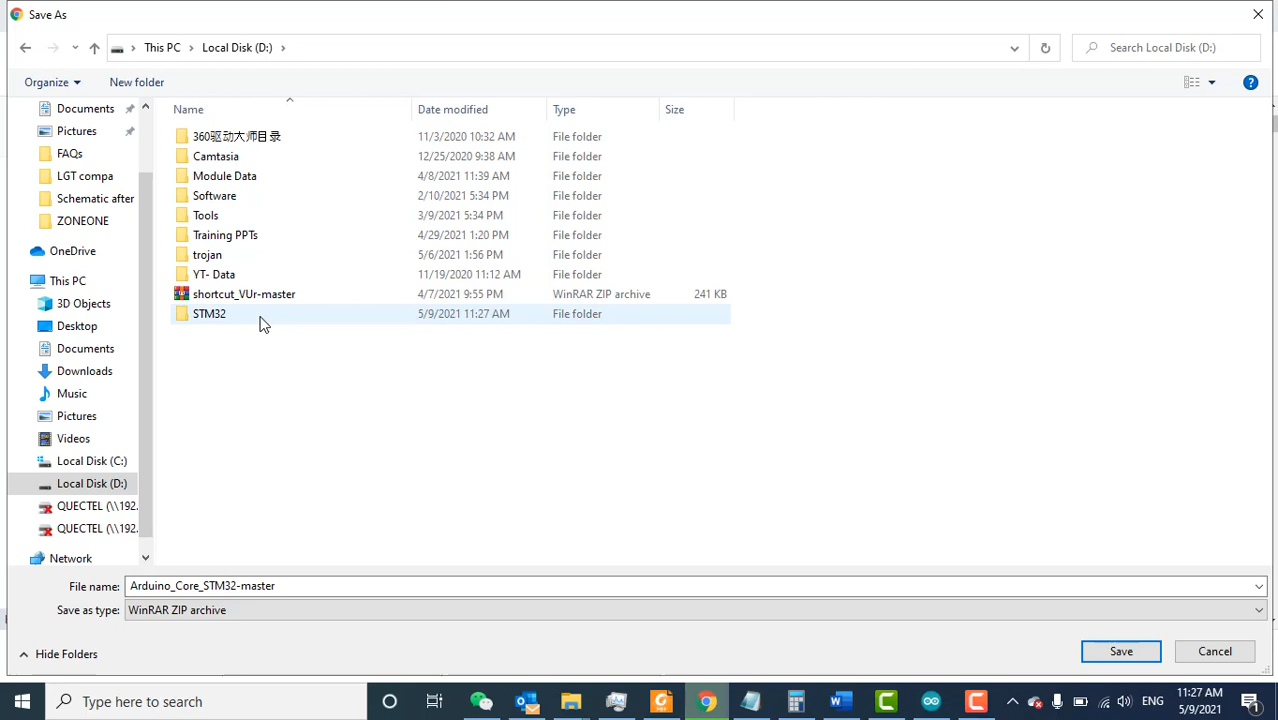 Save As
This PC Local Disk (D:)
Search Local Disk (D:)
Organize New folder
Name Date modified Type Size
Documents
Pictures
FAQs
LGT compa
Schematic after
ZONEONE
OneDrive
This PC
3D Objects
Desktop
Documents
Downloads
Music
Pictures
Videos
Local Disk (C:)
Local Disk (D:)
QUECTEL (\\192.
QUECTEL (\\192.
Network
360驱动大师目录 11/3/2020 10:32 AM File folder
Camtasia 12/25/2020 9:38 AM File folder
Module Data 4/8/2021 11:39 AM File folder
Software 2/10/2021 5:34 PM File folder
Tools 3/9/2021 5:34 PM File folder
Training PPTs 4/29/2021 1:20 PM File folder
trojan 5/6/2021 1:56 PM File folder
YT- Data 11/19/2020 11:12 AM File folder
shortcut_VUr-master 4/7/2021 9:55 PM WinRAR ZIP archive 241 KB
STM32 5/9/2021 11:27 AM File folder
File name: Arduino_Core_STM32-master
Save as type: WinRAR ZIP archive
Hide Folders
Save Cancel
Type here to search
ENG
11:27 AM
5/9/2021